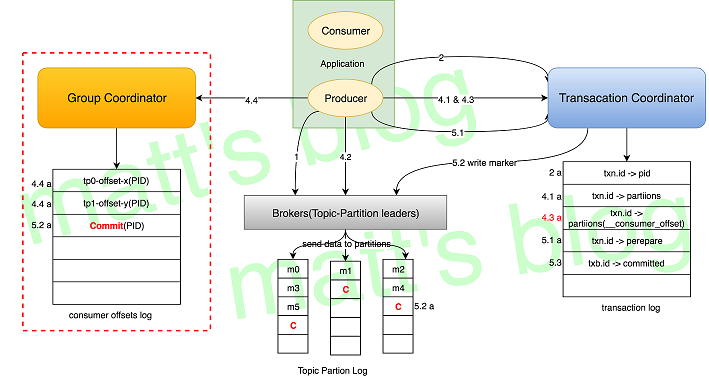 Consumer
Application
Producer
Group Coordinator
Transacation Coordinator
4.4
2
4.1 & 4.3
5.1
1
4.2
5.2 write marker
4.4 a
tp0-offset-x(PID)
4.4 a
tp1-offset-y(PID)
5.2 a
Commit(PID)
consumer offsets log
Brokers(Topic-Partition leaders)
send data to partitions
m0
m3
m5
C
m1
C
m2
m4
C
5.2 a
Topic Partion Log
2 a
txn.id -> pid
4.1 a
txn.id -> partiions
4.3 a
txn.id ->
partiions(__consumer_offset)
5.1 a
txn.id -> perepare
5.3
txb.id -> committed
transaction log
matt's blog
matt's blog